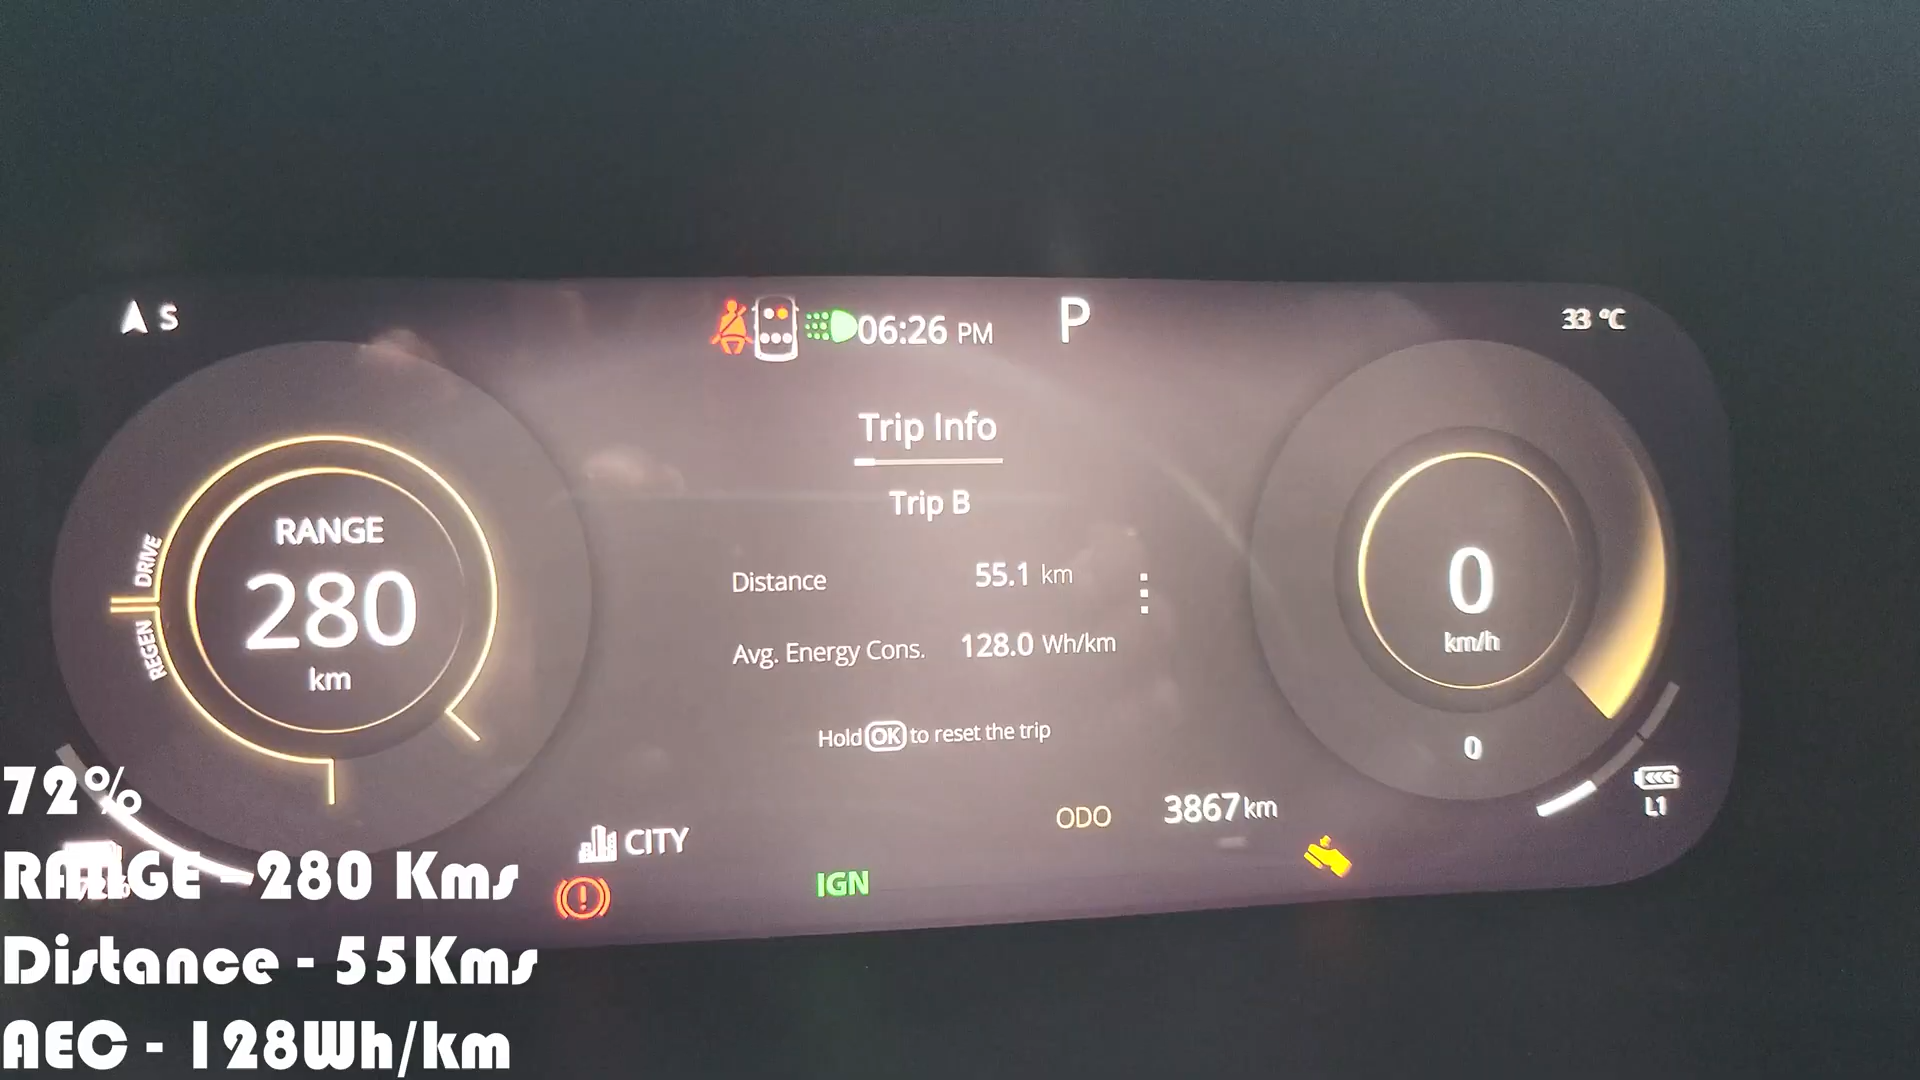 S
06:26 PM
P
33 °C
Trip Info
Trip B
RANGE
280
km
DRIVE
REGEN
Distance 55.1 km
Avg. Energy Cons. 128.0 Wh/km
Hold OK to reset the trip
0
km/h
0
L1
ODO 3867 km
CITY
IGN
72%
RANGE - 280 Kms
Distance - 55Kms
AEC - 128Wh/km